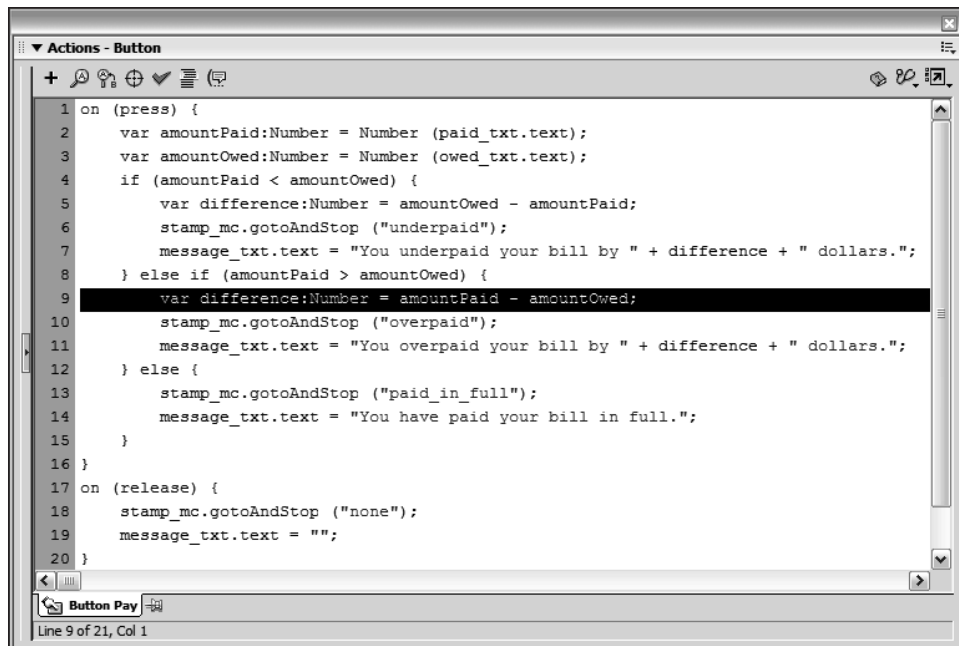 Actions - Button
1 on (press) {
2 var amountPaid:Number = Number (paid_txt.text);
3 var amountOwed:Number = Number (owed_txt.text);
4 if (amountPaid < amountOwed) {
5 var difference:Number = amountOwed - amountPaid;
6 stamp_mc.gotoAndStop ("underpaid");
7 message_txt.text = "You underpaid your bill by " + difference + " dollars.";
8 } else if (amountPaid > amountOwed) {
9 var difference:Number = amountPaid - amountOwed;
10 stamp_mc.gotoAndStop ("overpaid");
11 message_txt.text = "You overpaid your bill by " + difference + " dollars.";
12 } else {
13 stamp_mc.gotoAndStop ("paid_in_full");
14 message_txt.text = "You have paid your bill in full.";
15 }
16 }
17 on (release) {
18 stamp_mc.gotoAndStop ("none");
19 message_txt.text = "";
20 }
Button Pay
Line 9 of 21, Col 1